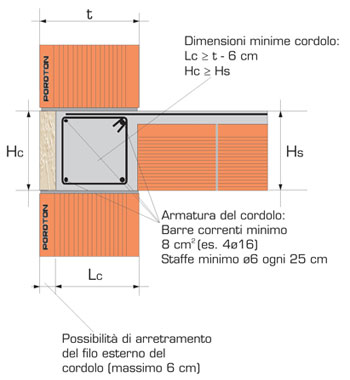 t
Dimensioni minime cordolo:
Lc ≥ t - 6 cm
Hc ≥ Hs
POROTON
Hc
Hs
POROTON
Armatura del cordolo:
Barre correnti minimo
8 cm² (es. 4ø16)
Staffe minimo ø6 ogni 25 cm
Lc
Possibilità di arretramento
del filo esterno del
cordolo (massimo 6 cm)